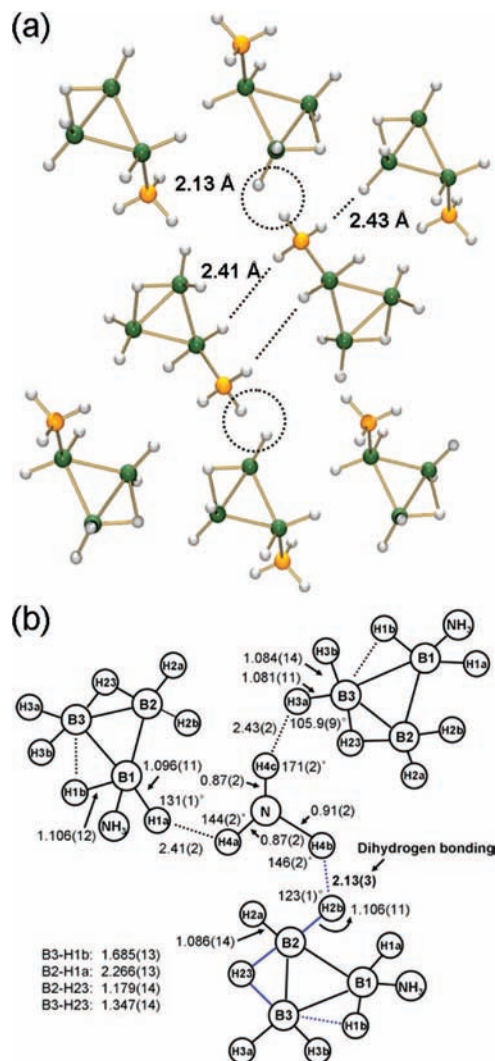 (a)
2.13 Å
2.43 Å
2.41 Å
(b)
H3b
H1b
NH3
1.084(14)
B1
H2a
1.081(11)
B3
H1a
H23
H3a
105.9(9)°
H3a
B3
B2
H2b
2.43(2)
H23
B2
H2b
H3b
1.096(11)
H4c
171(2)°
H2a
B1
131(1)°
0.87(2)
H1b
H1a
144(2)°
N
0.91(2)
1.106(12)
NH3
2.41(2)
H4a
0.87(2)
H4b
146(2)°
Dihydrogen bonding
2.13(3)
123(1)°
H2b
H2a
1.106(11)
1.086(14)
B2
H1a
B3-H1b: 1.685(13)
H23
B1
B2-H1a: 2.266(13)
NH3
B2-H23: 1.179(14)
B3
B3-H23: 1.347(14)
H1b
H3a
H3b